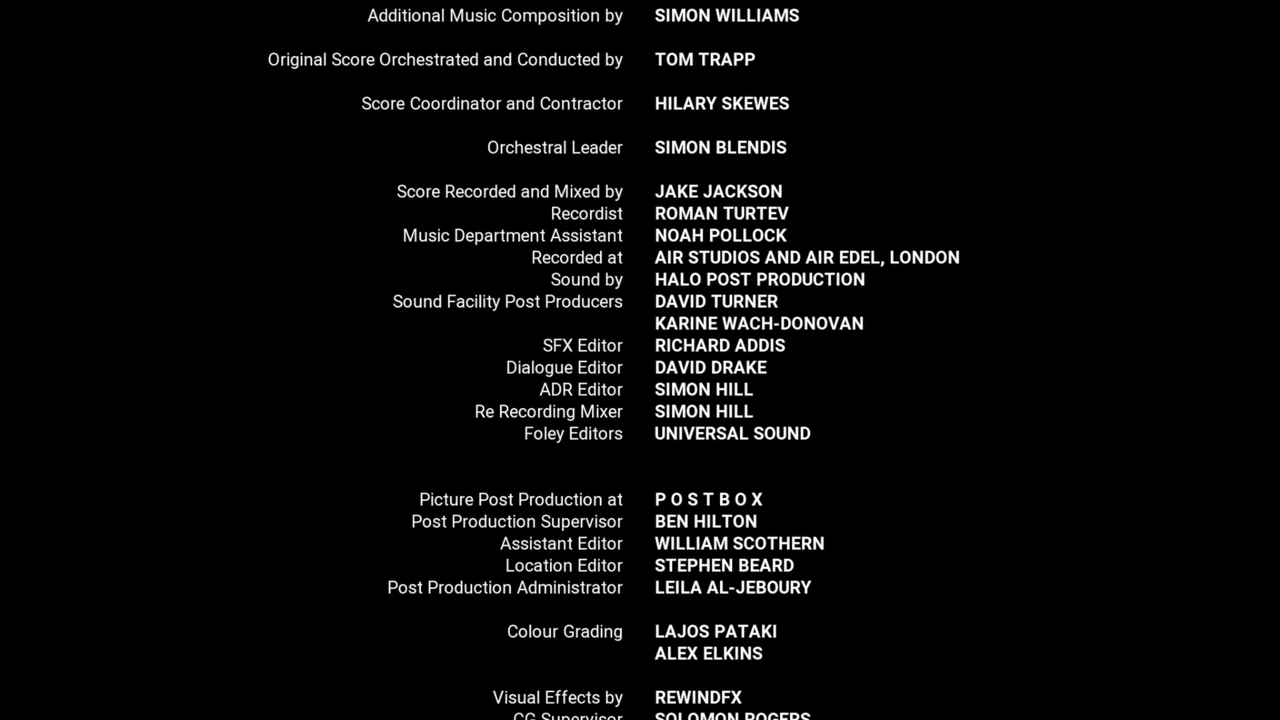 Additional Music Composition by SIMON WILLIAMS
Original Score Orchestrated and Conducted by TOM TRAPP
Score Coordinator and Contractor HILARY SKEWES
Orchestral Leader SIMON BLENDIS
Score Recorded and Mixed by JAKE JACKSON
Recordist ROMAN TURTEV
Music Department Assistant NOAH POLLOCK
Recorded at AIR STUDIOS AND AIR EDEL, LONDON
Sound by HALO POST PRODUCTION
Sound Facility Post Producers DAVID TURNER
KARINE WACH-DONOVAN
SFX Editor RICHARD ADDIS
Dialogue Editor DAVID DRAKE
ADR Editor SIMON HILL
Re Recording Mixer SIMON HILL
Foley Editors UNIVERSAL SOUND
Picture Post Production at P O S T B O X
Post Production Supervisor BEN HILTON
Assistant Editor WILLIAM SCOTHERN
Location Editor STEPHEN BEARD
Post Production Administrator LEILA AL-JEBOURY
Colour Grading LAJOS PATAKI
ALEX ELKINS
Visual Effects by REWINDFX
CG Supervisor SOLOMON ROGERS